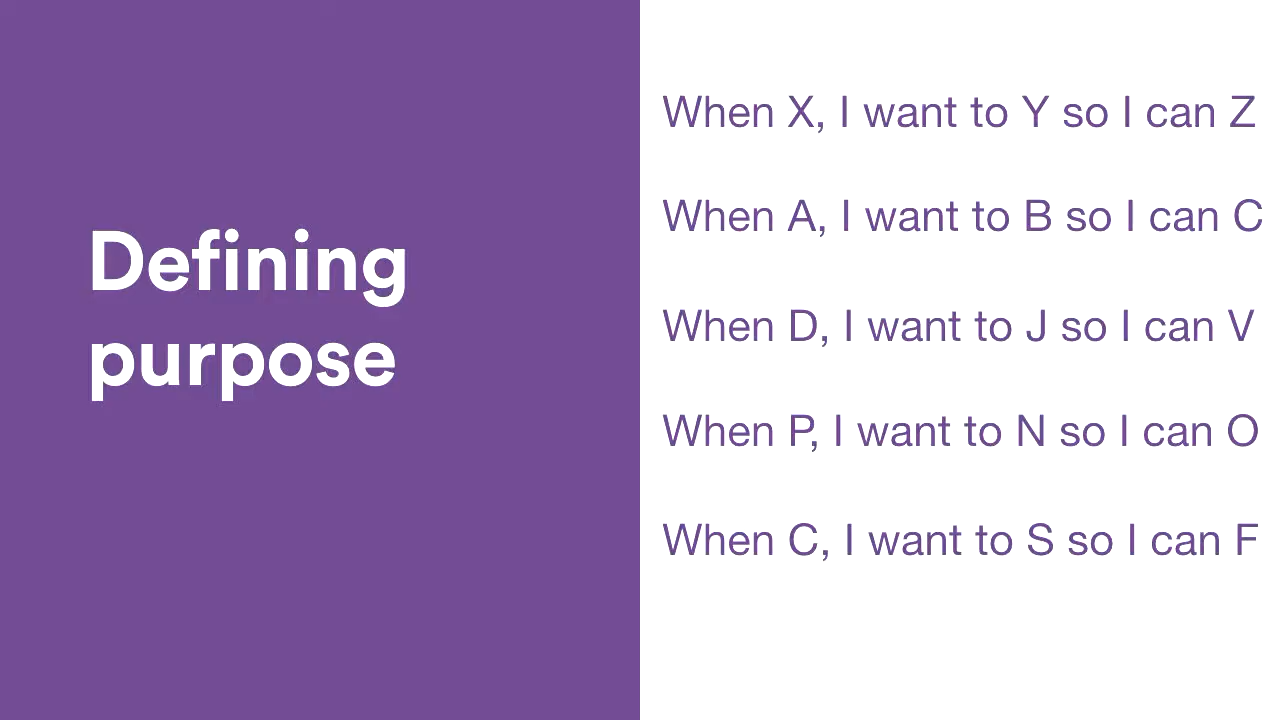 Defining
purpose
When X, I want to Y so I can Z
When A, I want to B so I can C
When D, I want to J so I can V
When P, I want to N so I can O
When C, I want to S so I can F